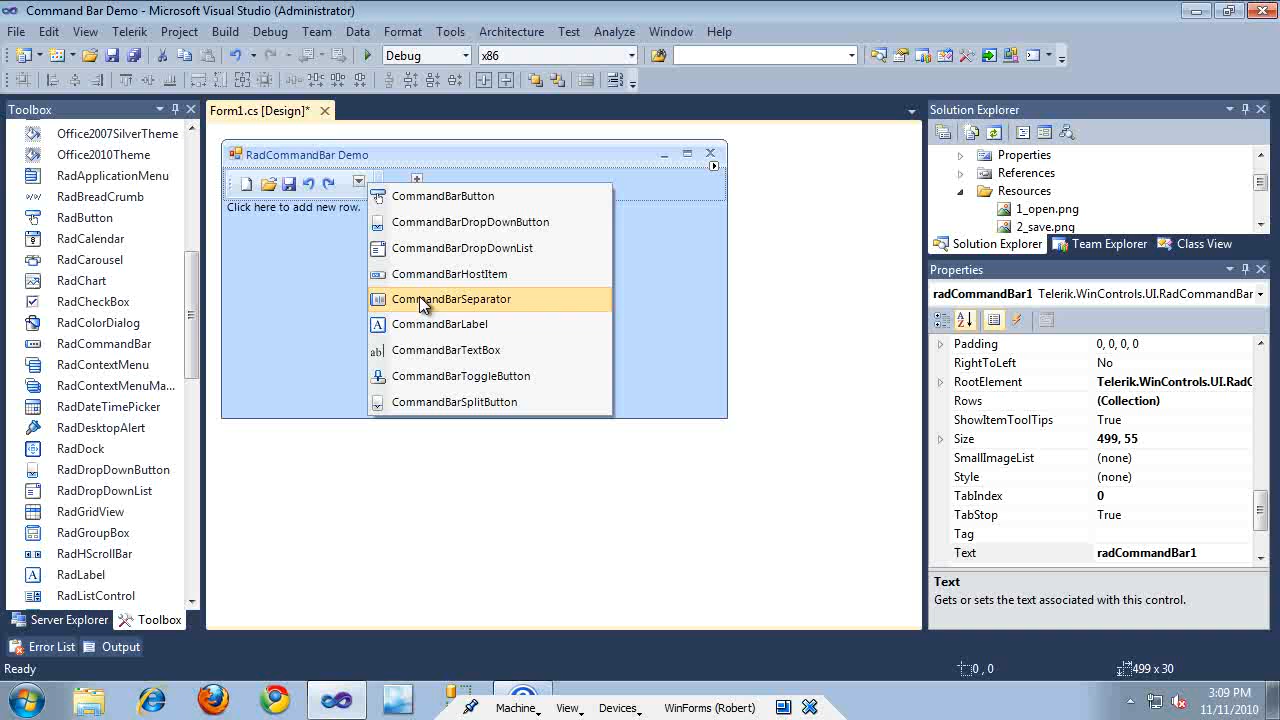 Command Bar Demo - Microsoft Visual Studio (Administrator)
File Edit View Telerik Project Build Debug Team Data Format Tools Architecture Test Analyze Window Help
Debug x86
Toolbox
Office2007SilverTheme
Office2010Theme
RadApplicationMenu
RadBreadCrumb
RadButton
RadCalendar
RadCarousel
RadChart
RadCheckBox
RadColorDialog
RadCommandBar
RadContextMenu
RadContextMenuMa...
RadDateTimePicker
RadDesktopAlert
RadDock
RadDropDownButton
RadDropDownList
RadGridView
RadGroupBox
RadHScrollBar
RadLabel
RadListControl
Server Explorer Toolbox
Form1.cs [Design]*
RadCommandBar Demo
Click here to add new row.
CommandBarButton
CommandBarDropDownButton
CommandBarDropDownList
CommandBarHostItem
CommandBarSeparator
CommandBarLabel
CommandBarTextBox
CommandBarToggleButton
CommandBarSplitButton
Solution Explorer
Properties
References
Resources
1_open.png
2_save.png
Solution Explorer Team Explorer Class View
Properties
radCommandBar1 Telerik.WinControls.UI.RadCommandBar
Padding 0, 0, 0, 0
RightToLeft No
RootElement Telerik.WinControls.UI.RadC
Rows (Collection)
ShowItemToolTips True
Size 499, 55
SmallImageList (none)
Style (none)
TabIndex 0
TabStop True
Tag
Text radCommandBar1
Text
Gets or sets the text associated with this control.
Error List Output
Ready 0 , 0 499 x 30
Machine View Devices WinForms (Robert)
3:09 PM
11/11/2010